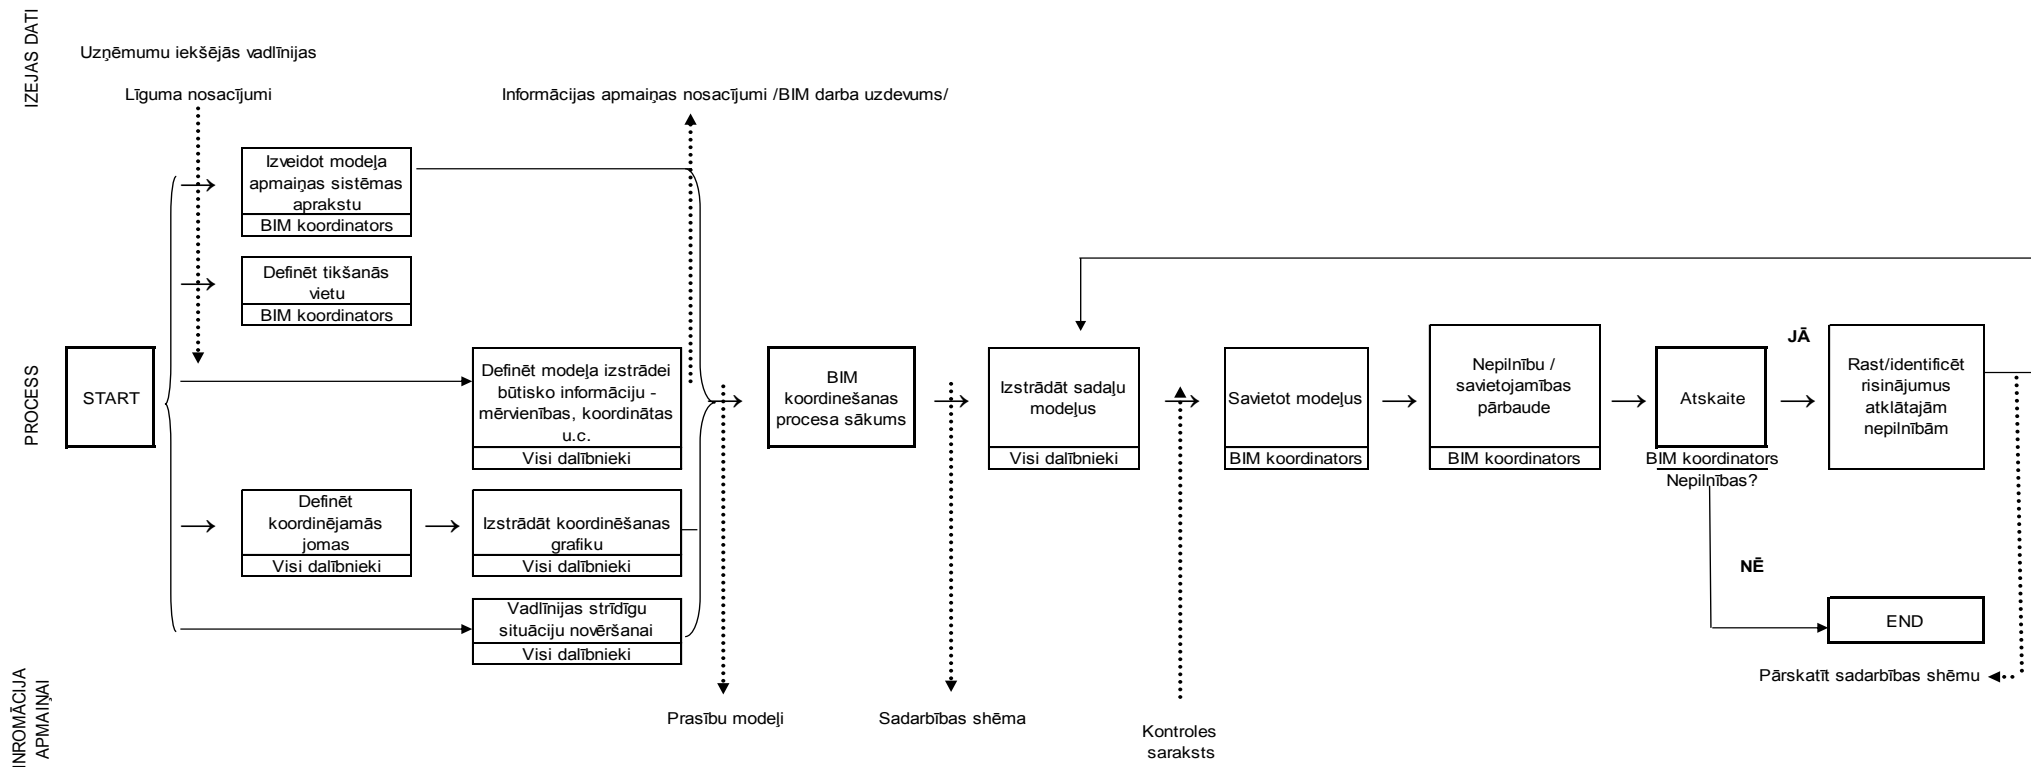 IZEJAS DATI
Uzņēmumu iekšējās vadlīnijas
Līguma nosacījumi
Informācijas apmaiņas nosacījumi /BIM darba uzdevums/
Izveidot modeļa
apmaiņas sistēmas
aprakstu
BIM koordinators
Definēt tikšanās
vietu
BIM koordinators
PROCESS
START
Definēt modeļa izstrādei
būtisko informāciju -
mērvienības, koordinātas
u.c.
Visi dalībnieki
Definēt
koordinējamās
jomas
Visi dalībnieki
Izstrādāt koordinēšanas
grafiku
Visi dalībnieki
Vadlīnijas strīdīgu
situāciju novēršanai
Visi dalībnieki
BIM
koordinešanas
procesa sākums
Izstrādāt sadaļu
modeļus
Visi dalībnieki
Savietot modeļus
BIM koordinators
Nepilnību /
savietojamības
pārbaude
BIM koordinators
Atskaite
BIM koordinators
Nepilnības?
JĀ
Rast/identificēt
risinājumus
atklātajām
nepilnībām
NĒ
END
INROMĀCIJA
APMAIŅAI
Prasību modeļi
Sadarbības shēma
Kontroles
saraksts
Pārskatīt sadarbības shēmu